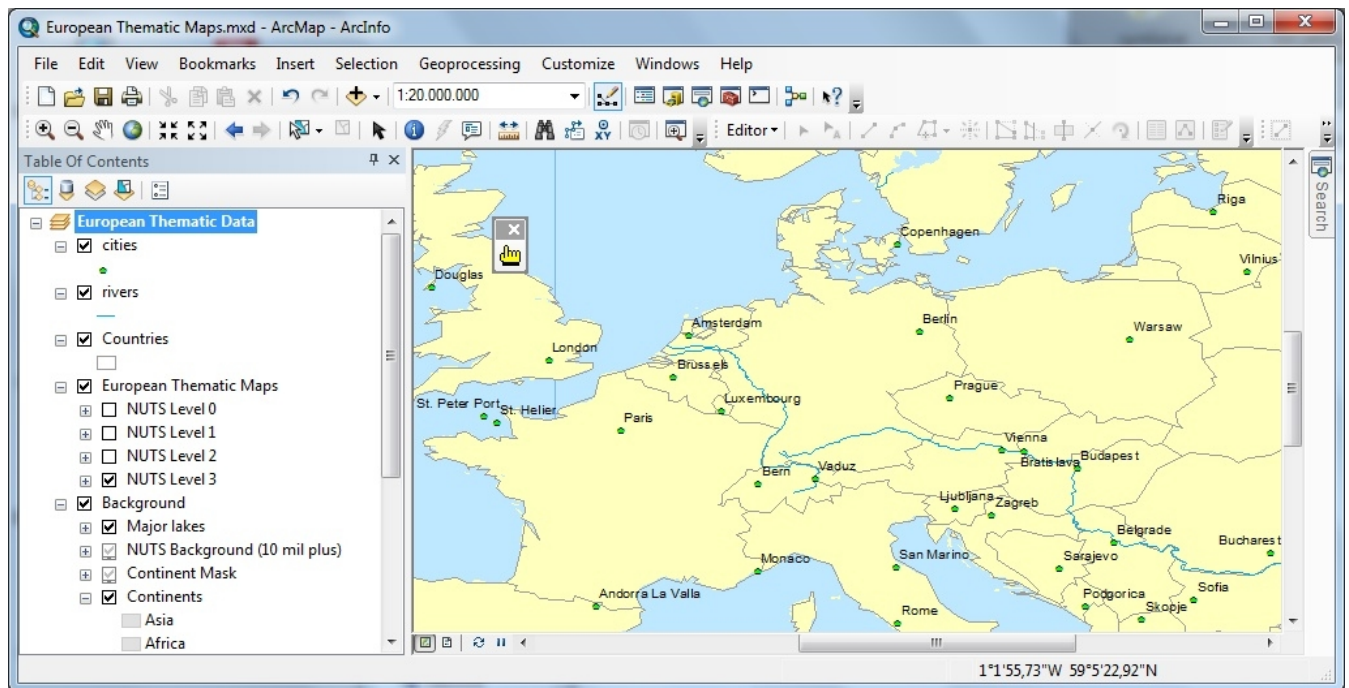 European Thematic Maps.mxd - ArcMap - ArcInfo
File Edit View Bookmarks Insert Selection Geoprocessing Customize Windows Help
1:20.000.000
Editor
Table Of Contents
European Thematic Data
cities
rivers
Countries
European Thematic Maps
NUTS Level 0
NUTS Level 1
NUTS Level 2
NUTS Level 3
Background
Major lakes
NUTS Background (10 mil plus)
Continent Mask
Continents
Asia
Africa
Search
Riga
Copenhagen
Vilnius
Douglas
Amsterdam
Berlin
Warsaw
London
Brussels
Prague
Luxembourg
St. Peter Port
St. Helier
Paris
Vienna
Bratislava
Budapest
Bern
Vaduz
Ljubljana
Zagreb
Belgrade
Bucharest
Monaco
San Marino
Sarajevo
Andorra La Valla
Podgorica
Sofia
Skopje
Rome
1°1'55,73"W 59°5'22,92"N